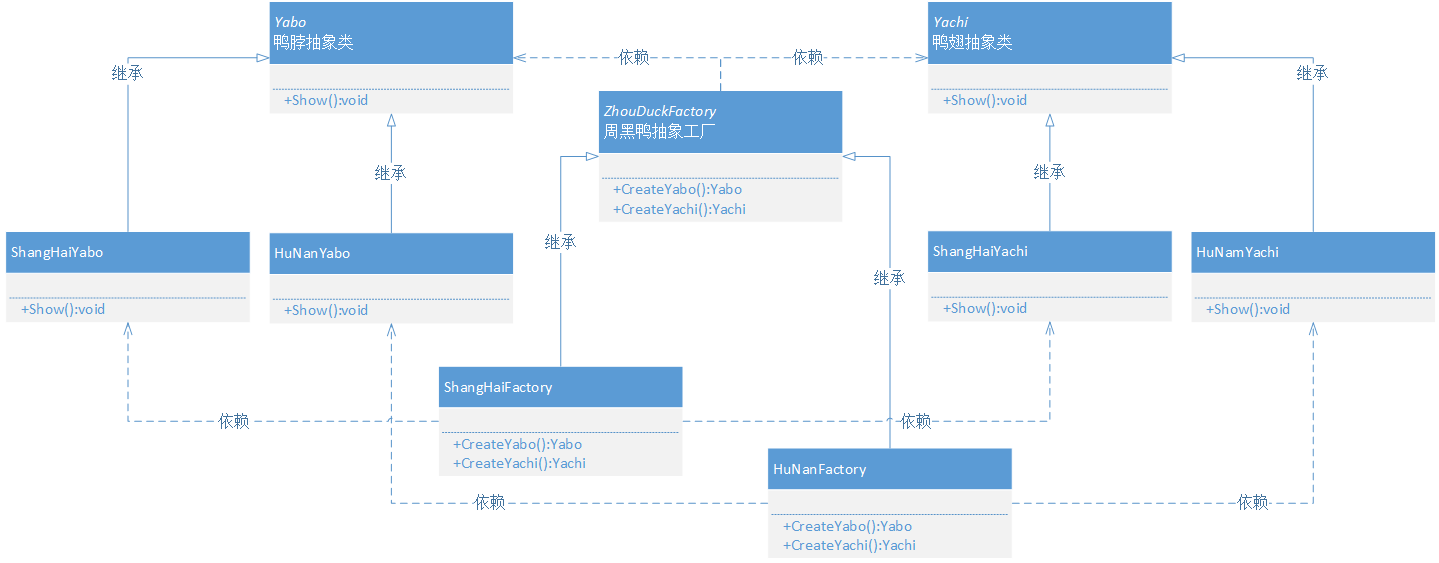 Yabo
鸭脖抽象类
+Show():void
Yachi
鸭翅抽象类
+Show():void
继承
依赖
依赖
继承
ZhouDuckFactory
周黑鸭抽象工厂
+CreateYabo():Yabo
+CreateYachi():Yachi
继承
继承
继承
继承
ShangHaiYabo
+Show():void
HuNanYabo
+Show():void
ShangHaiYachi
+Show():void
HuNamYachi
+Show():void
ShangHaiFactory
+CreateYabo():Yabo
+CreateYachi():Yachi
依赖
依赖
HuNanFactory
+CreateYabo():Yabo
+CreateYachi():Yachi
依赖
依赖